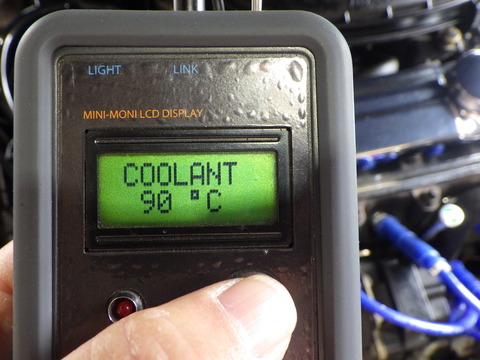 LIGHT LINK
MINI-MONI LCD DISPLAY
COOLANT
90 °C